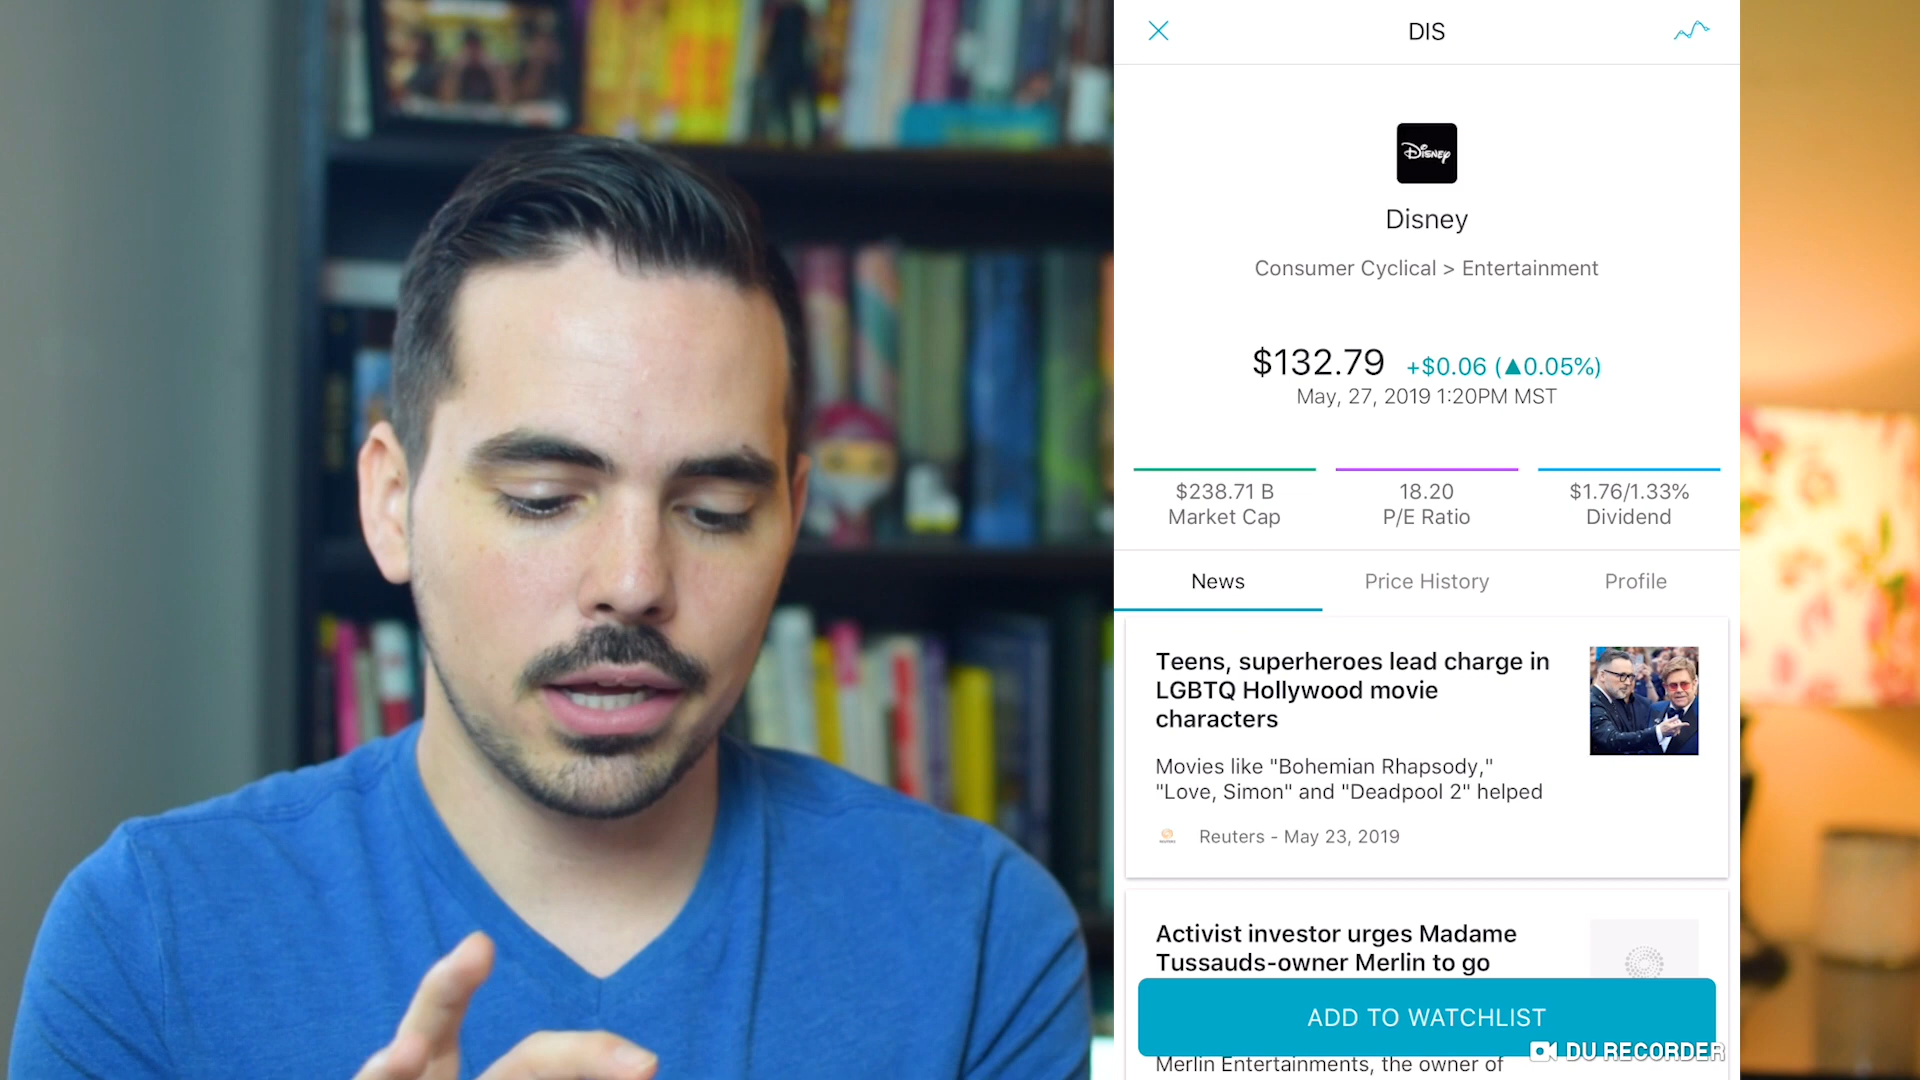 DIS
Disney
Disney
Consumer Cyclical > Entertainment
$132.79 +$0.06 (▲0.05%)
May, 27, 2019 1:20PM MST
$238.71 B
Market Cap
18.20
P/E Ratio
$1.76/1.33%
Dividend
News
Price History
Profile
Teens, superheroes lead charge in
LGBTQ Hollywood movie
characters
Movies like "Bohemian Rhapsody,"
"Love, Simon" and "Deadpool 2" helped
Reuters - May 23, 2019
Activist investor urges Madame
Tussauds-owner Merlin to go
ADD TO WATCHLIST
DU RECORDER
Merlin Entertainments, the owner of